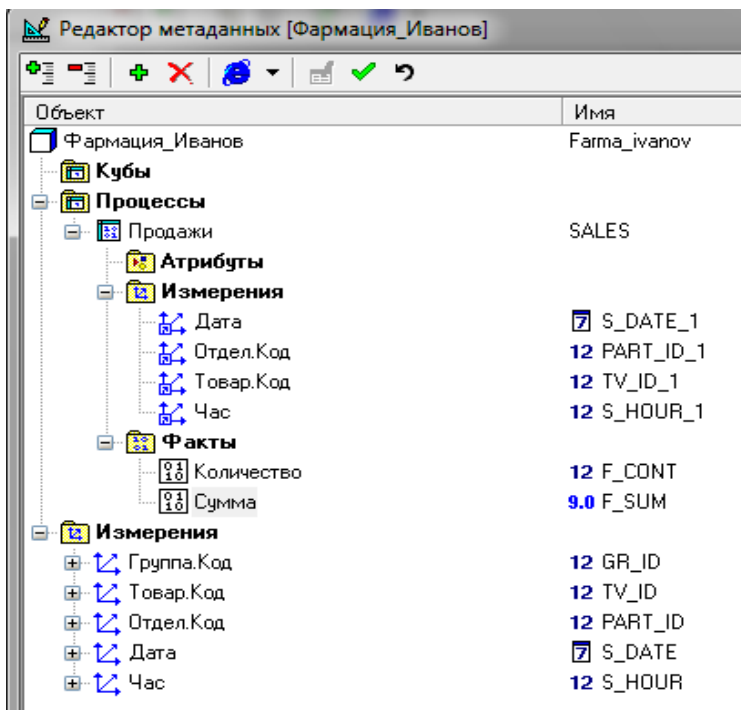 Редактор метаданных [Фармация_Иванов]
Объект Имя
Фармация_Иванов Farma_ivanov
Кубы
Процессы
Продажи SALES
Атрибуты
Измерения
Дата 7 S_DATE_1
Отдел.Код 12 PART_ID_1
Товар.Код 12 TV_ID_1
Час 12 S_HOUR_1
Факты
Количество 12 F_CONT
Сумма 9.0 F_SUM
Измерения
Группа.Код 12 GR_ID
Товар.Код 12 TV_ID
Отдел.Код 12 PART_ID
Дата 7 S_DATE
Час 12 S_HOUR